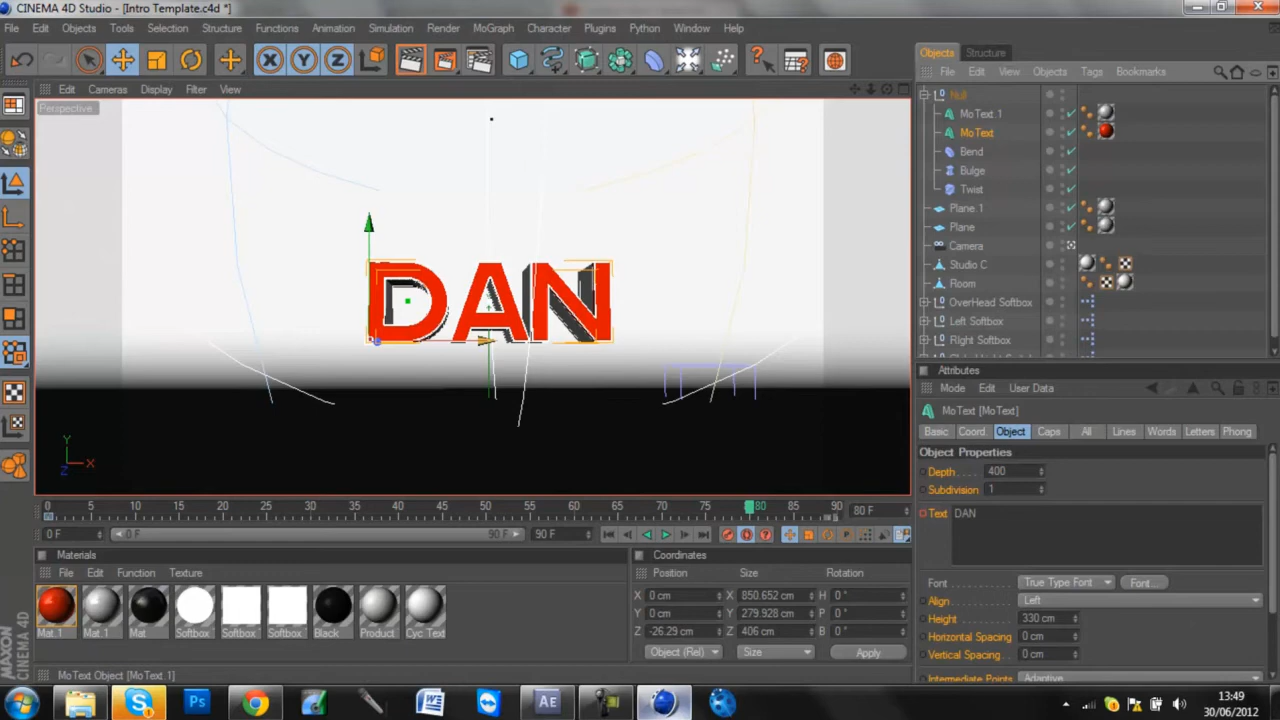 CINEMA 4D Studio - [Intro Template.c4d *]
File Edit Objects Tools Selection Structure Functions Animation Simulation Render MoGraph Character Plugins Python Window Help
X Y Z
Objects Structure
File Edit View Objects Tags Bookmarks
Edit Cameras Display Filter View
Perspective
DAN
Y
X
Z
Null
MoText.1
MoText
Bend
Bulge
Twist
Plane.1
Plane
Camera
Studio C
Room
OverHead Softbox
Left Softbox
Right Softbox
Attributes
Mode Edit User Data
MoText [MoText]
Basic Coord. Object Caps All Lines Words Letters Phong
Object Properties
Depth 400
Subdivision 1
Text DAN
Font True Type Font Font...
Align Left
Height 330 cm
Horizontal Spacing 0 cm
Vertical Spacing 0 cm
Intermediate Points Adaptive
0 5 10 15 20 25 30 35 40 45 50 55 60 65 70 75 80 85 90 80 F
0 F 0 F 90 F 90 F
Materials
File Edit Function Texture
Mat.1 Mat.1 Mat Softbox Softbox Softbox Black Product Cyc Text
Coordinates
Position Size Rotation
X 0 cm X 850.652 cm H 0 °
Y 0 cm Y 279.928 cm P 0 °
Z -26.29 cm Z 406 cm B 0 °
Object (Rel) Size Apply
MoText Object [MoText.1]
MAXON CINEMA 4D
Ps
W
AE
13:49
30/06/2012